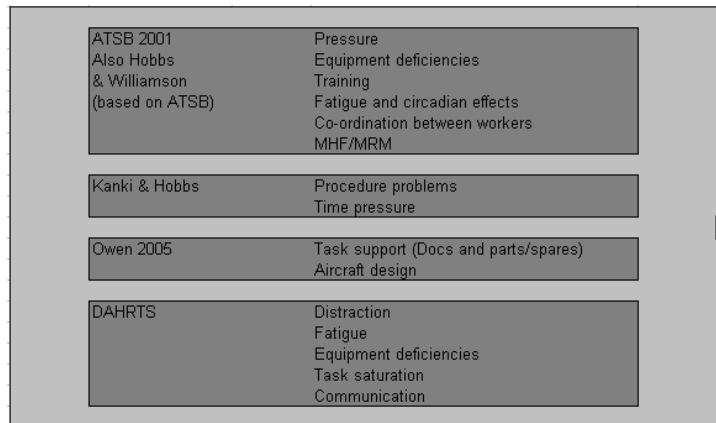 ATSB 2001 Pressure
Also Hobbs Equipment deficiencies
& Williamson Training
(based on ATSB) Fatigue and circadian effects
Co-ordination between workers
MHF/MRM
Kanki & Hobbs Procedure problems
Time pressure
Owen 2005 Task support (Docs and parts/spares)
Aircraft design
DAHRTS Distraction
Fatigue
Equipment deficiencies
Task saturation
Communication